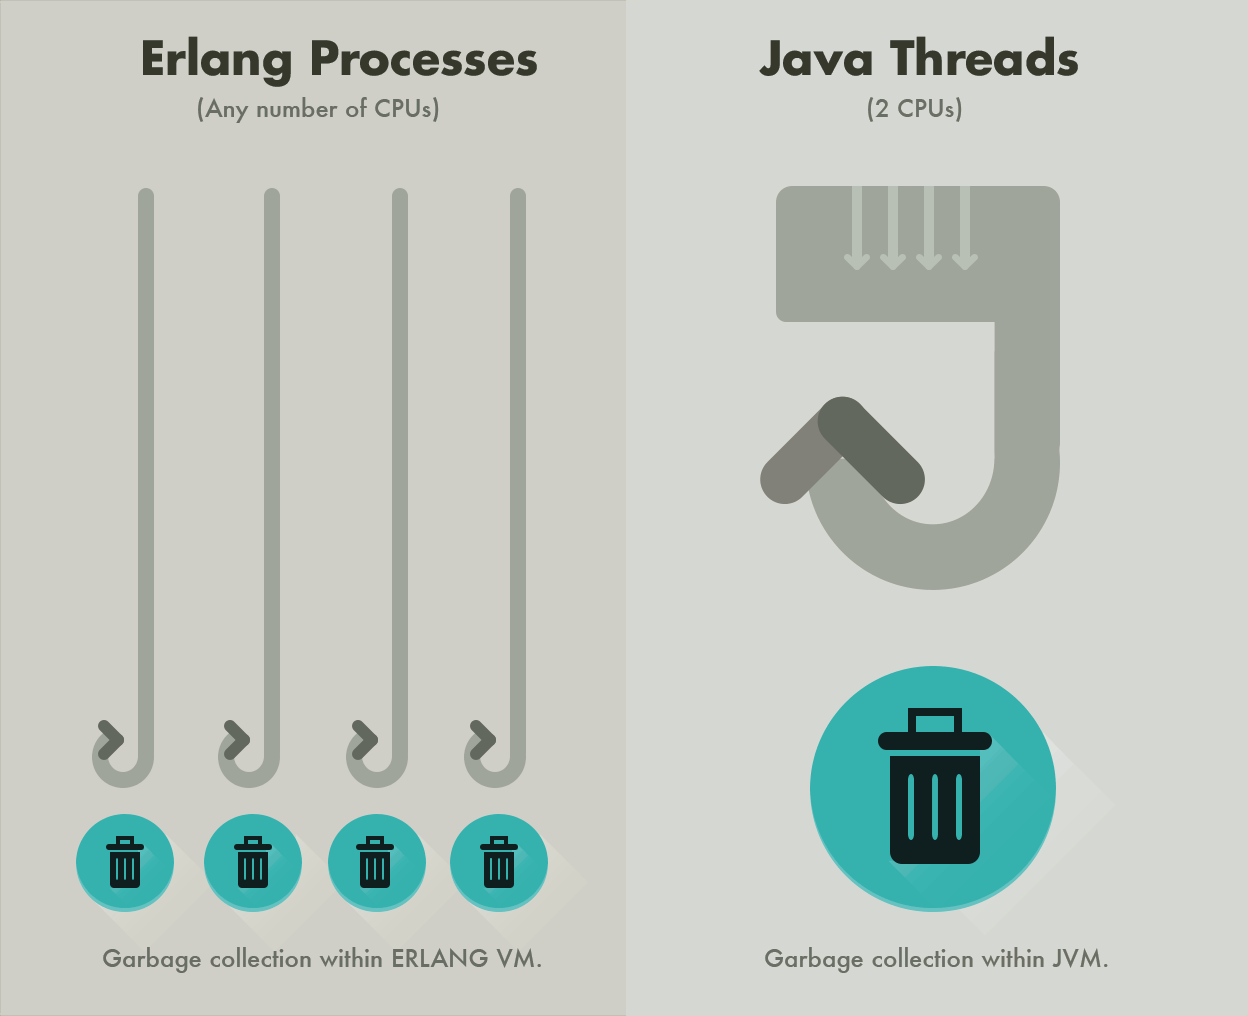 Erlang Processes
(Any number of CPUs)
Garbage collection within ERLANG VM.
Java Threads
(2 CPUs)
Garbage collection within JVM.